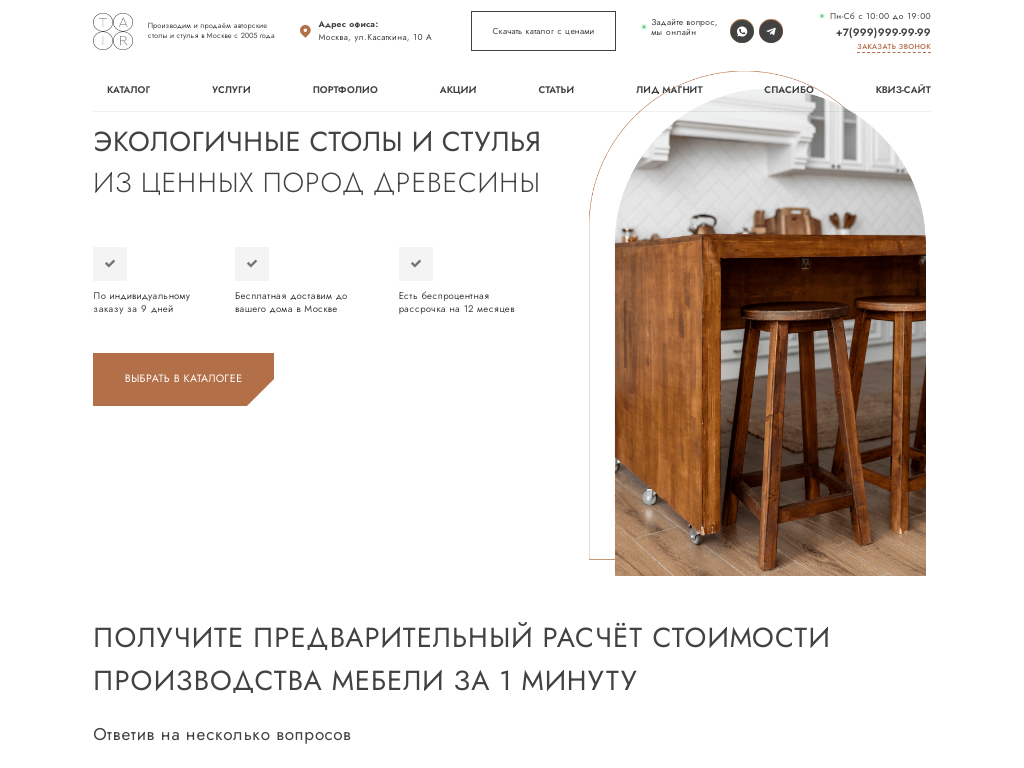 TAIR
Производим и продаём авторские
столы и стулья в Москве с 2005 года
Адрес офиса:
Москва, ул.Касаткина, 10 А
Скачать каталог с ценами
Задайте вопрос,
мы онлайн
Пн-Сб с 10:00 до 19:00
+7(999)999-99-99
ЗАКАЗАТЬ ЗВОНОК
КАТАЛОГ
УСЛУГИ
ПОРТФОЛИО
АКЦИИ
СТАТЬИ
ЛИД МАГНИТ
СПАСИБО
КВИЗ-САЙТ
ЭКОЛОГИЧНЫЕ СТОЛЫ И СТУЛЬЯ
ИЗ ЦЕННЫХ ПОРОД ДРЕВЕСИНЫ
По индивидуальному
заказу за 9 дней
Бесплатная доставим до
вашего дома в Москве
Есть беспроцентная
рассрочка на 12 месяцев
ВЫБРАТЬ В КАТАЛОГЕЕ
ПОЛУЧИТЕ ПРЕДВАРИТЕЛЬНЫЙ РАСЧЁТ СТОИМОСТИ
ПРОИЗВОДСТВА МЕБЕЛИ ЗА 1 МИНУТУ
Ответив на несколько вопросов